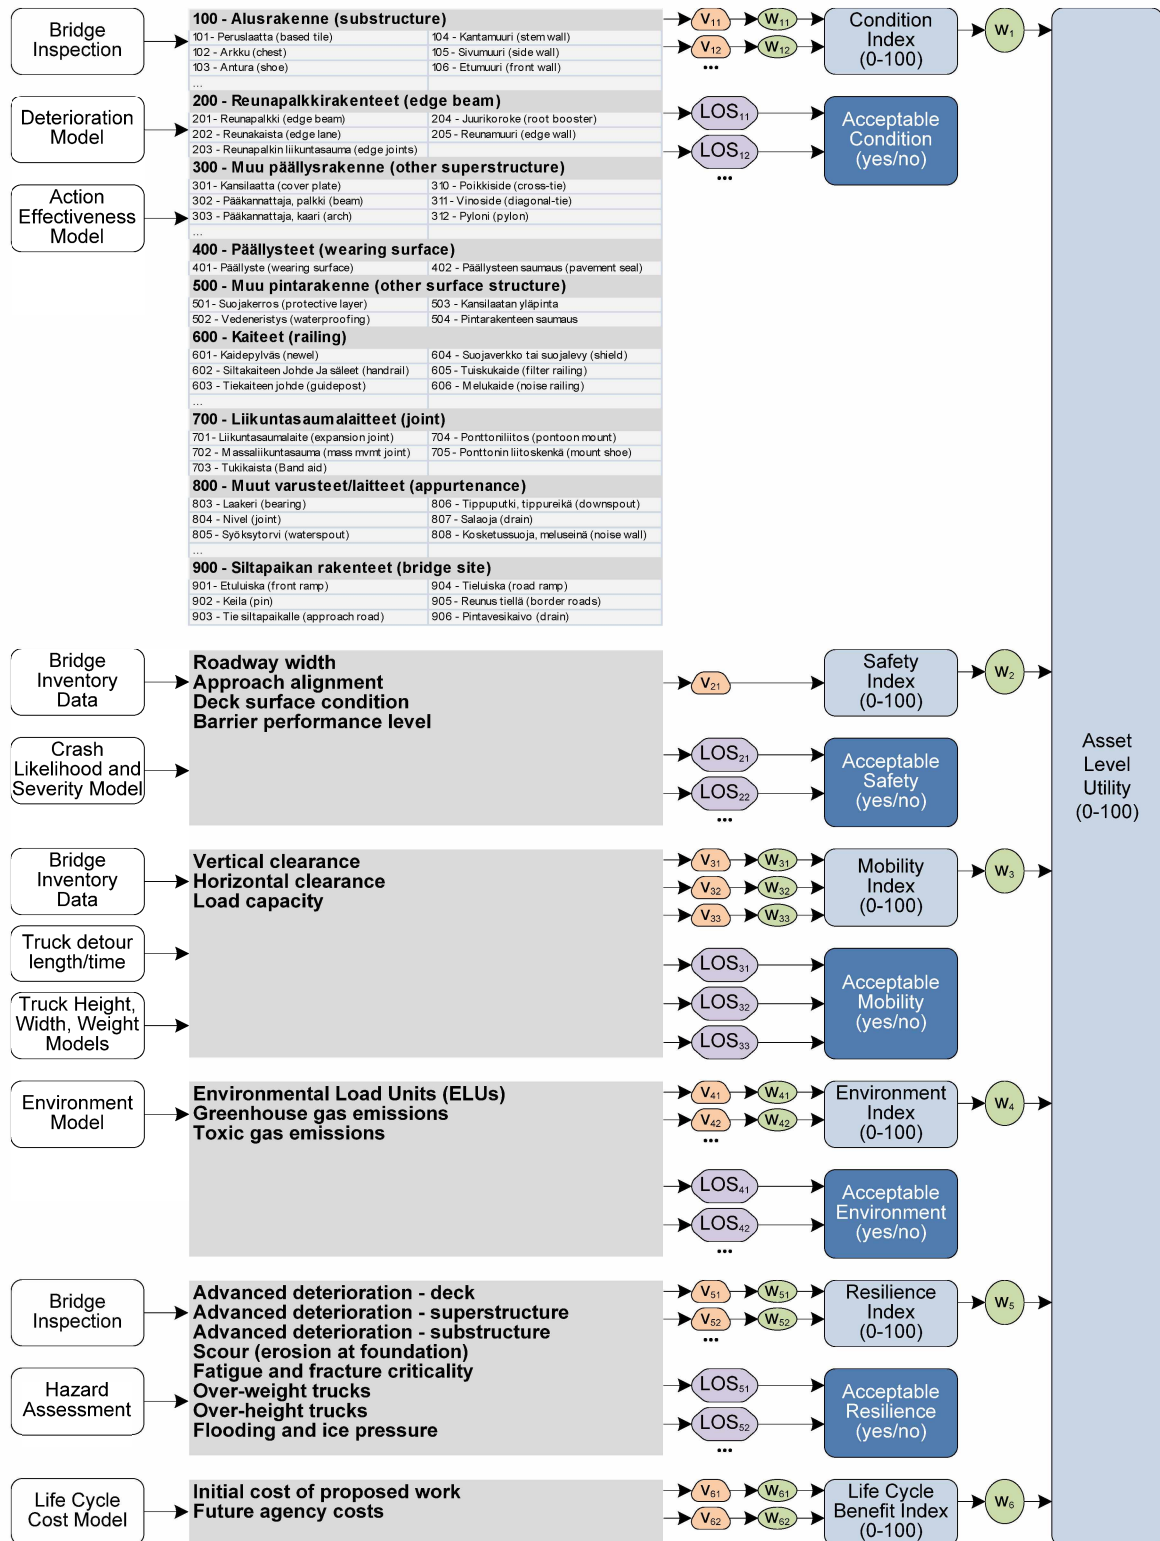 Bridge
Inspection
Deterioration
Model
Action
Effectiveness
Model
100 - Alusrakenne (substructure)
101- Peruslaatta (based tile)
104 - Kantamuuri (stem wall)
102 - Arkku (chest)
105 - Sivumuuri (side wall)
103 - Antura (shoe)
106 - Etumuuri (front wall)
...
200 - Reunapalkkirakenteet (edge beam)
201 - Reunapalkki (edge beam)
204 - Juurikoroke (root booster)
202 - Reunakaista (edge lane)
205 - Reunamuuri (edge wall)
203 - Reunapalkin liikuntasauma (edge joints)
300 - Muu päällysrakenne (other superstructure)
301 - Kansilaatta (cover plate)
310 - Poikkiside (cross-tie)
302 - Pääkannattaja, palkki (beam)
311 - Vinoside (diagonal-tie)
303 - Pääkannattaja, kaari (arch)
312 - Pyloni (pylon)
...
400 - Päällysteet (wearing surface)
401 - Päällyste (wearing surface)
402 - Päällysteen saumaus (pavement seal)
500 - Muu pintarakenne (other surface structure)
501 - Suojakerros (protective layer)
503 - Kansilaatan yläpinta
502 - Vedeneristys (waterproofing)
504 - Pintarakenteen saumaus
600 - Kaiteet (railing)
601 - Kaidepylväs (newel)
604 - Suojaverkko tai suojalevy (shield)
602 - Siltakaiteen Johde Ja säleet (handrail)
605 - Tuiskukaide (filter railing)
603 - Tiekaiteen johde (guidepost)
606 - Melukaide (noise railing)
...
700 - Liikuntasaumalaitteet (joint)
701 - Liikuntasaumalaite (expansion joint)
704 - Ponttoniliitos (pontoon mount)
702 - Massaliikuntasauma (mass mvmt joint)
705 - Ponttonin liitoskenkä (mount shoe)
703 - Tukikaista (Band aid)
800 - Muut varusteet/laitteet (appurtenance)
803 - Laakeri (bearing)
806 - Tippuputki, tippureikä (downspout)
804 - Nivel (joint)
807 - Salaoja (drain)
805 - Syöksytorvi (waterspout)
808 - Kosketussuoja, meluseinä (noise wall)
...
900 - Siltapaikan rakenteet (bridge site)
901 - Etuluiska (front ramp)
904 - Tieluiska (road ramp)
902 - Keila (pin)
905 - Reunus tiellä (border roads)
903 - Tie siltapaikalle (approach road)
906 - Pintavesikaivo (drain)
V11
W11
V12
W12
...
Condition
Index
(0-100)
W1
LOS11
LOS12
...
Acceptable
Condition
(yes/no)
Bridge
Inventory
Data
Crash
Likelihood and
Severity Model
Roadway width
Approach alignment
Deck surface condition
Barrier performance level
V21
Safety
Index
(0-100)
W2
LOS21
LOS22
...
Acceptable
Safety
(yes/no)
Asset
Level
Utility
(0-100)
Bridge
Inventory
Data
Truck detour
length/time
Truck Height,
Width, Weight
Models
Vertical clearance
Horizontal clearance
Load capacity
V31
W31
V32
W32
V33
W33
Mobility
Index
(0-100)
W3
LOS31
LOS32
LOS33
Acceptable
Mobility
(yes/no)
Environment
Model
Environmental Load Units (ELUs)
Greenhouse gas emissions
Toxic gas emissions
V41
W41
V42
W42
...
Environment
Index
(0-100)
W4
LOS41
LOS42
...
Acceptable
Environment
(yes/no)
Bridge
Inspection
Hazard
Assessment
Advanced deterioration - deck
Advanced deterioration - superstructure
Advanced deterioration - substructure
Scour (erosion at foundation)
Fatigue and fracture criticality
Over-weight trucks
Over-height trucks
Flooding and ice pressure
V51
W51
V52
W52
...
Resilience
Index
(0-100)
W5
LOS51
LOS52
...
Acceptable
Resilience
(yes/no)
Life Cycle
Cost Model
Initial cost of proposed work
Future agency costs
V61
W61
V62
W62
Life Cycle
Benefit Index
(0-100)
W6